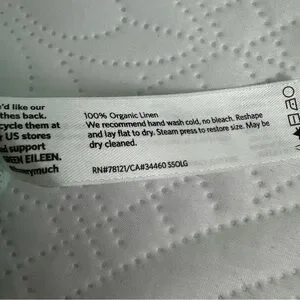 'd like our
thes back.
cycle them at
US stores
d support
EEN EILEEN.
verymuch
100% Organic Linen
We recommend hand wash cold, no bleach. Reshape
and lay flat to dry. Steam press to restore size. May be
dry cleaned.
RN#78121/CA#34460 SSOLG